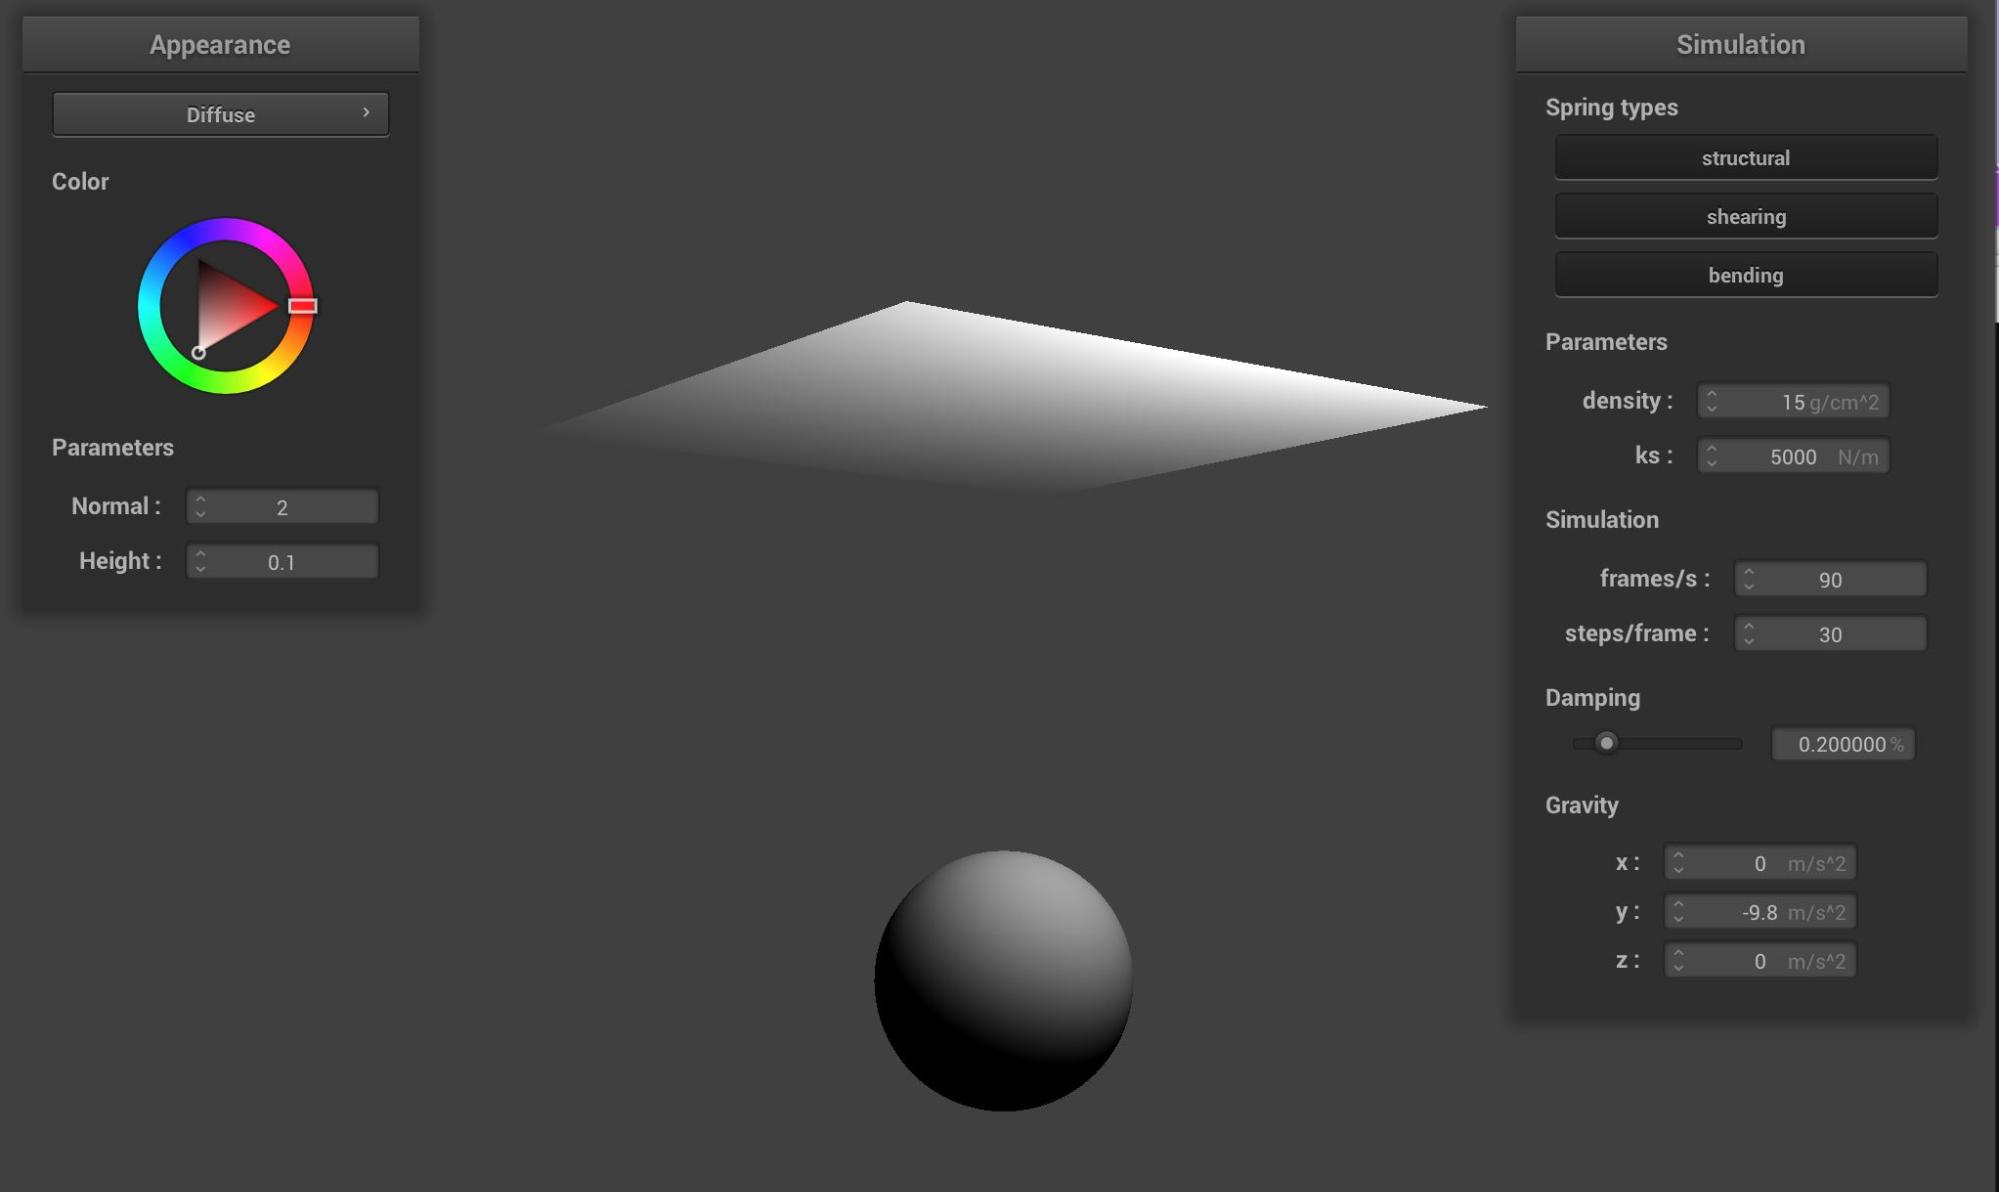 Appearance
Diffuse
Color
Parameters
Normal : 2
Height : 0.1
Simulation
Spring types
structural
shearing
bending
Parameters
density : 15 g/cm^2
ks : 5000 N/m
Simulation
frames/s : 90
steps/frame : 30
Damping
0.200000 %
Gravity
x : 0 m/s^2
y : -9.8 m/s^2
z : 0 m/s^2